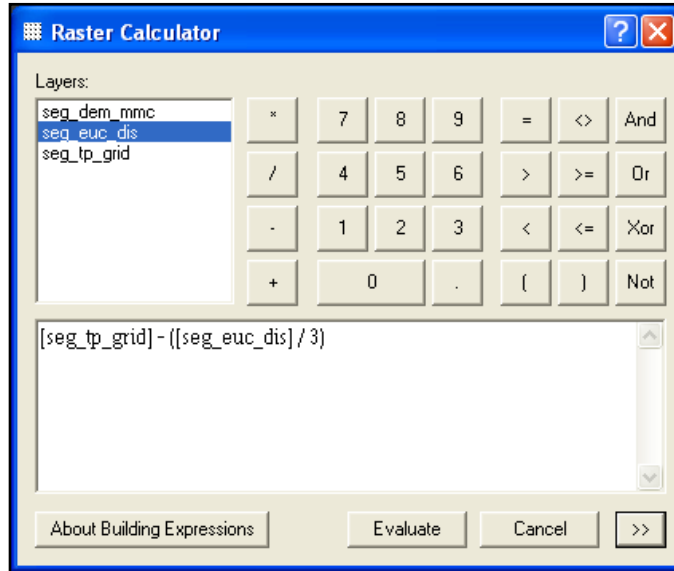 Raster Calculator
?
Layers:
seg_dem_mmc
seg_euc_dis
seg_tp_grid
* 7 8 9 = <> And
/ 4 5 6 > >= Or
- 1 2 3 < <= Xor
+ 0 . ( ) Not
[seg_tp_grid] - ([seg_euc_dis] / 3)
About Building Expressions Evaluate Cancel >>